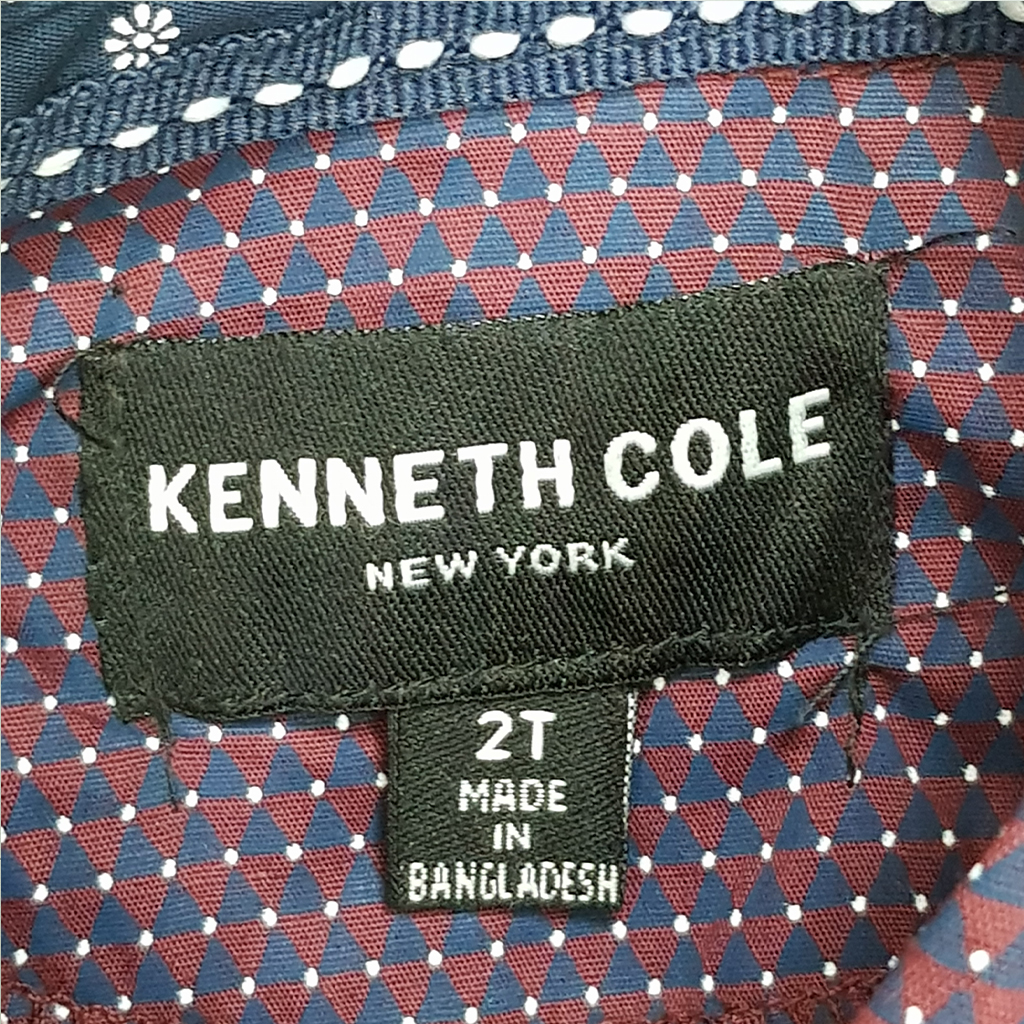 KENNETH COLE
NEW YORK
2T
MADE
IN
BANGLADESH